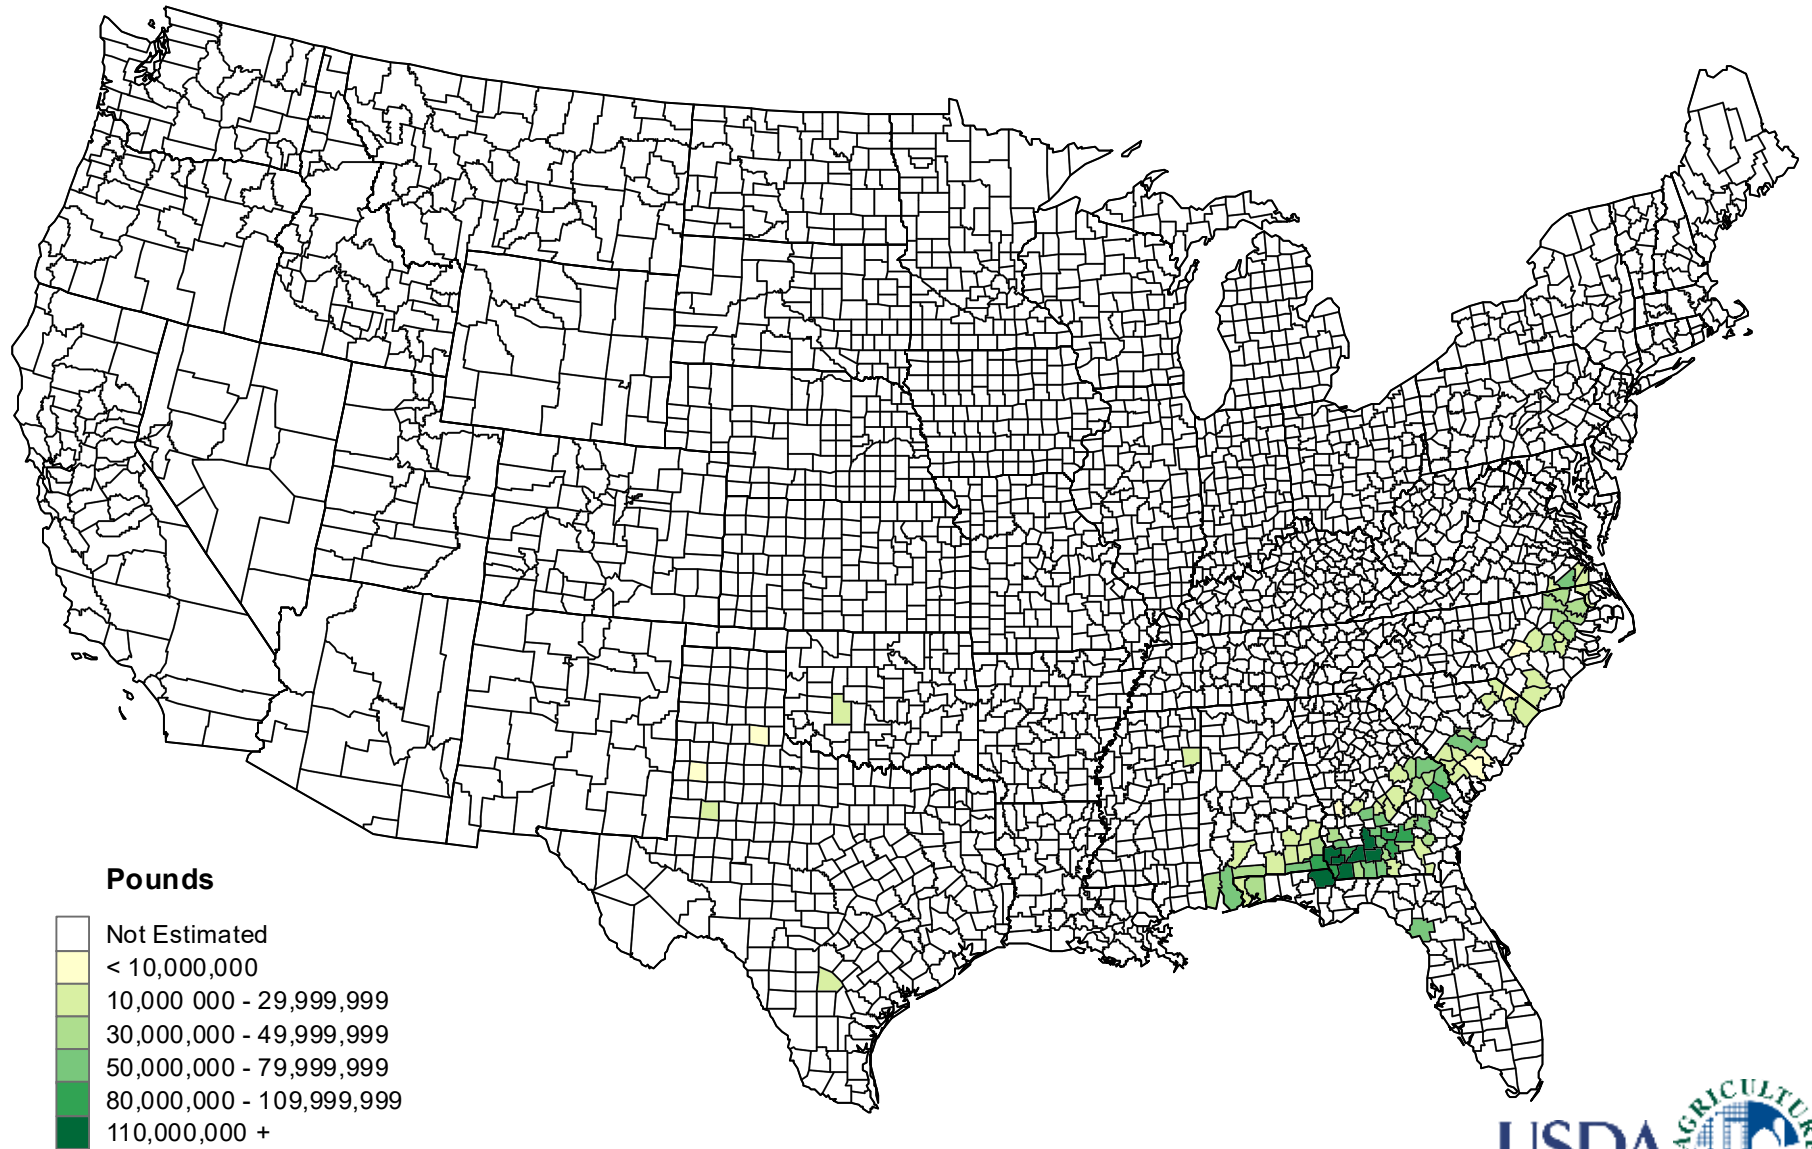 Pounds
Not Estimated
< 10,000,000
10,000 000 - 29,999,999
30,000,000 - 49,999,999
50,000,000 - 79,999,999
80,000,000 - 109,999,999
110,000,000 +
USDA
AGRICULTUR